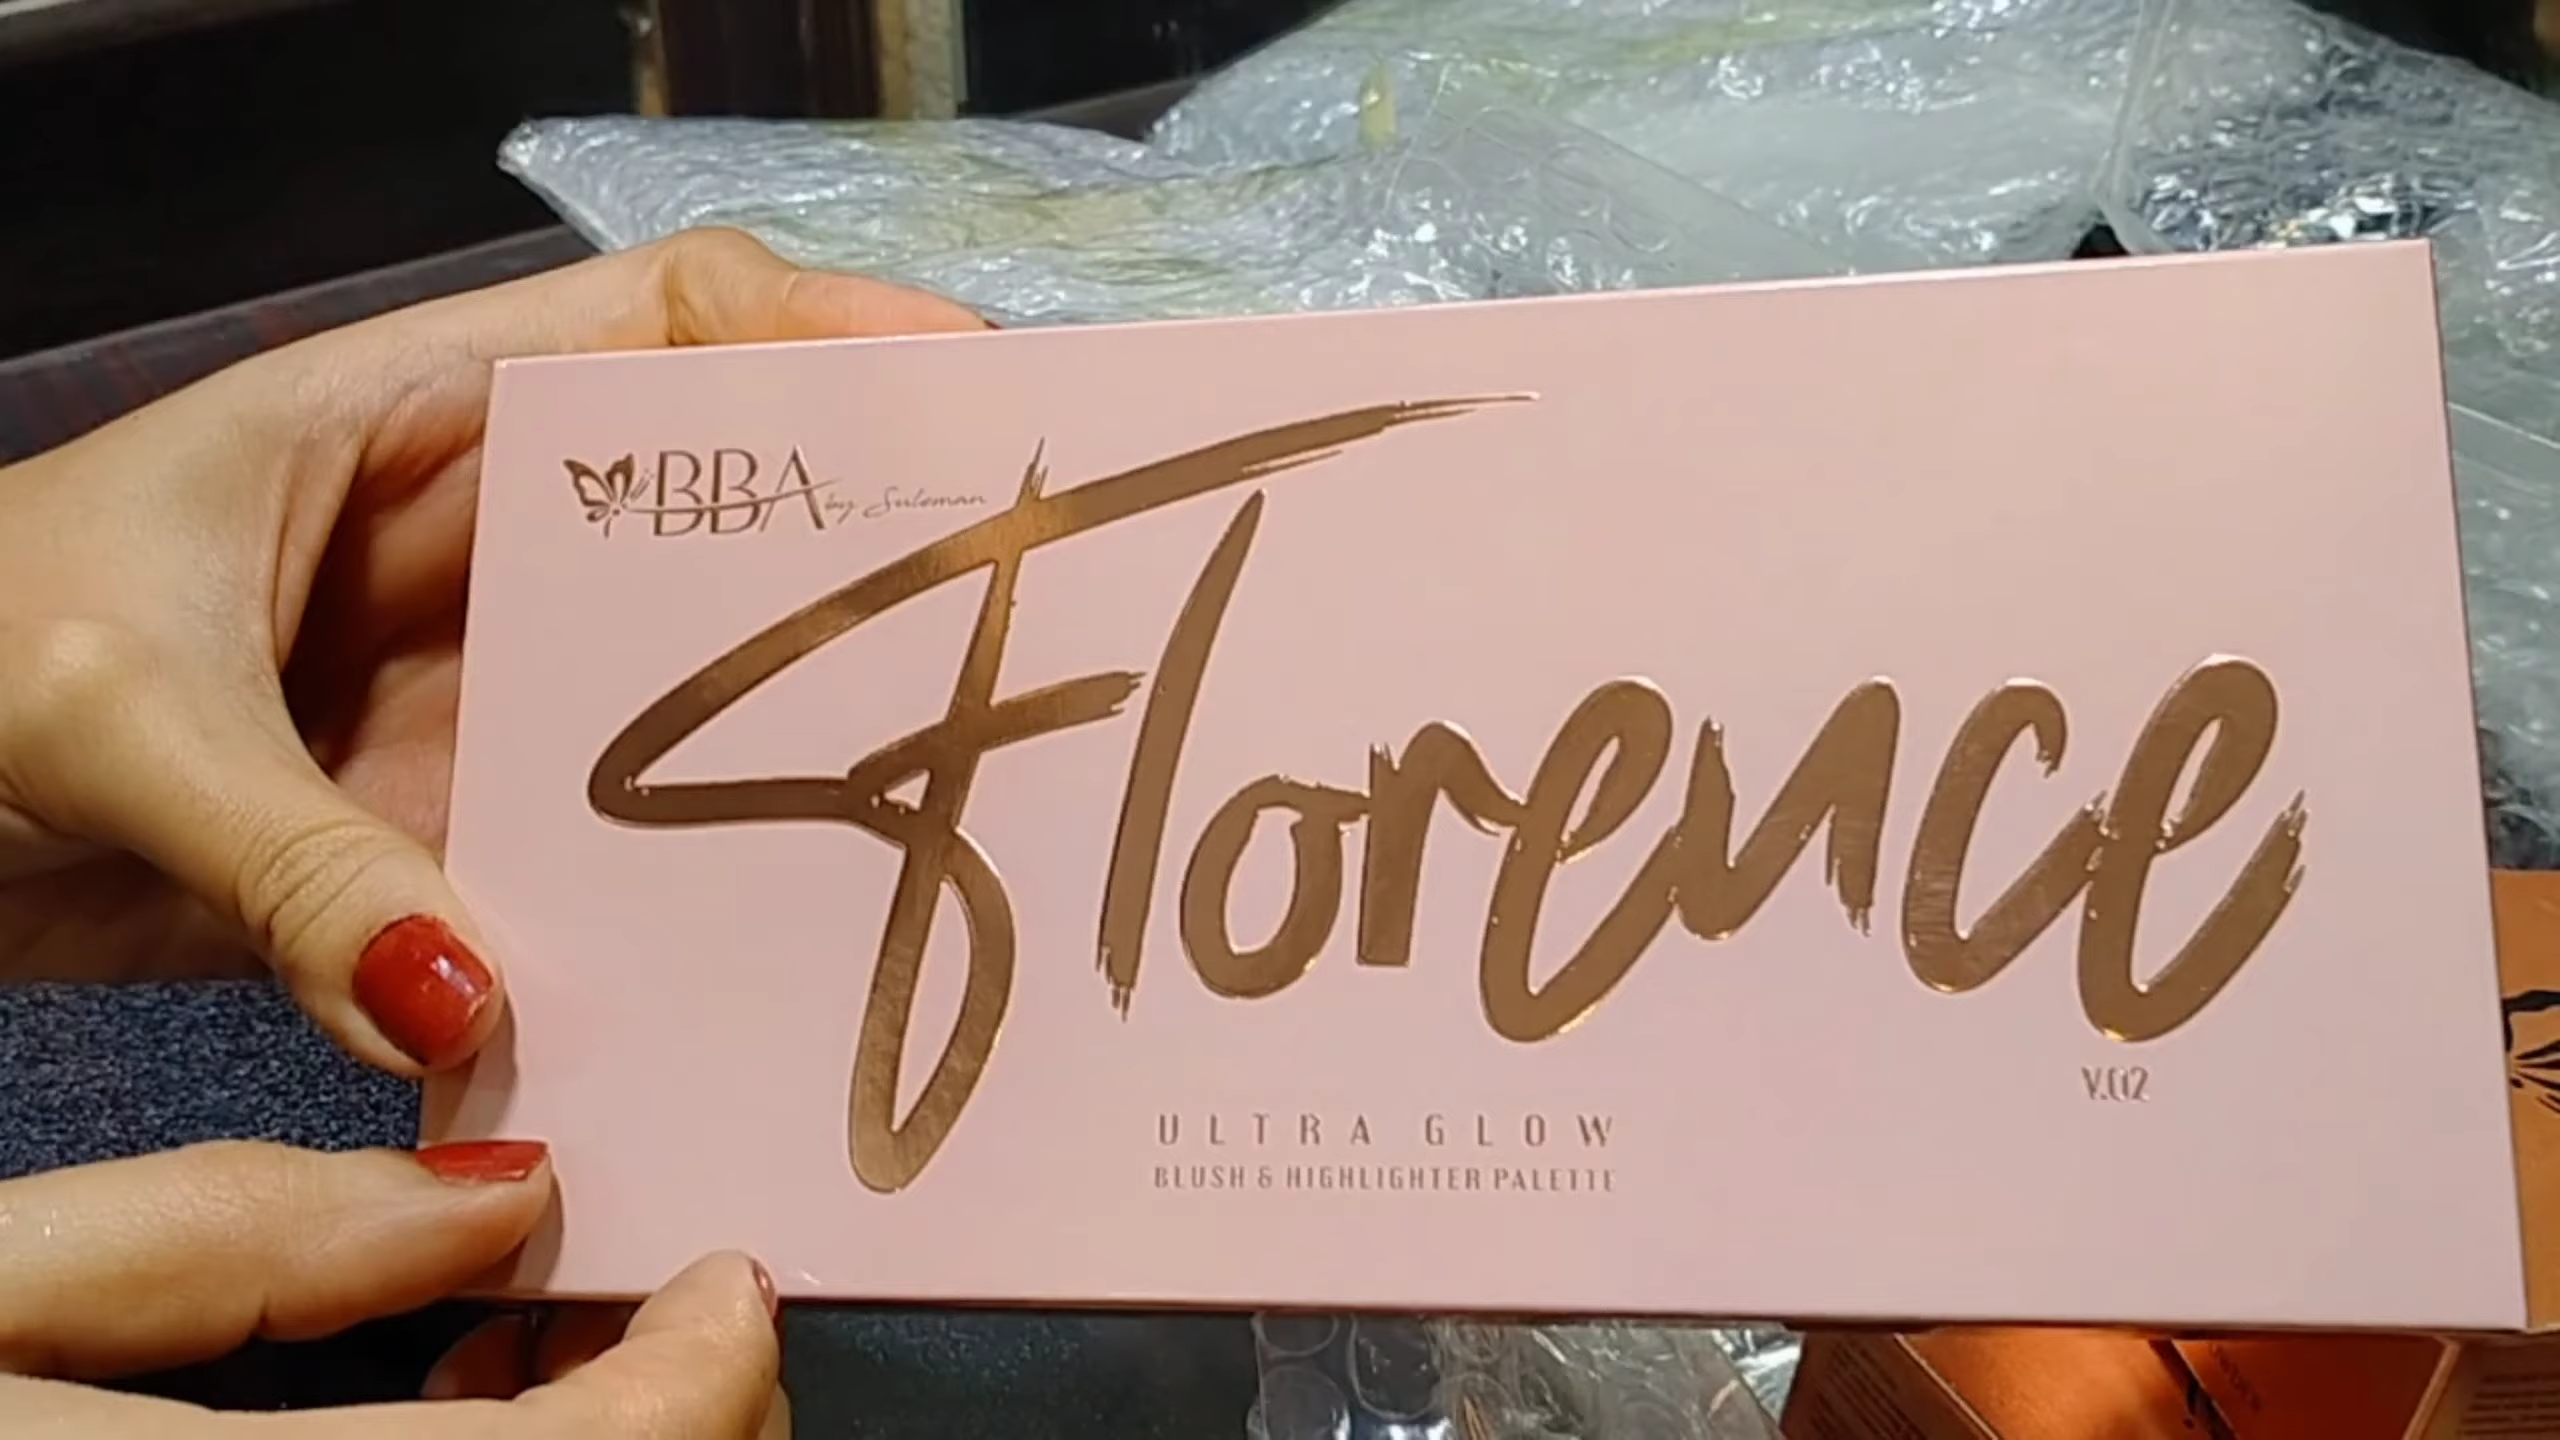 BBA by Suleman
Florence
V.02
ULTRA GLOW
BLUSH & HIGHLIGHTER PALETTE